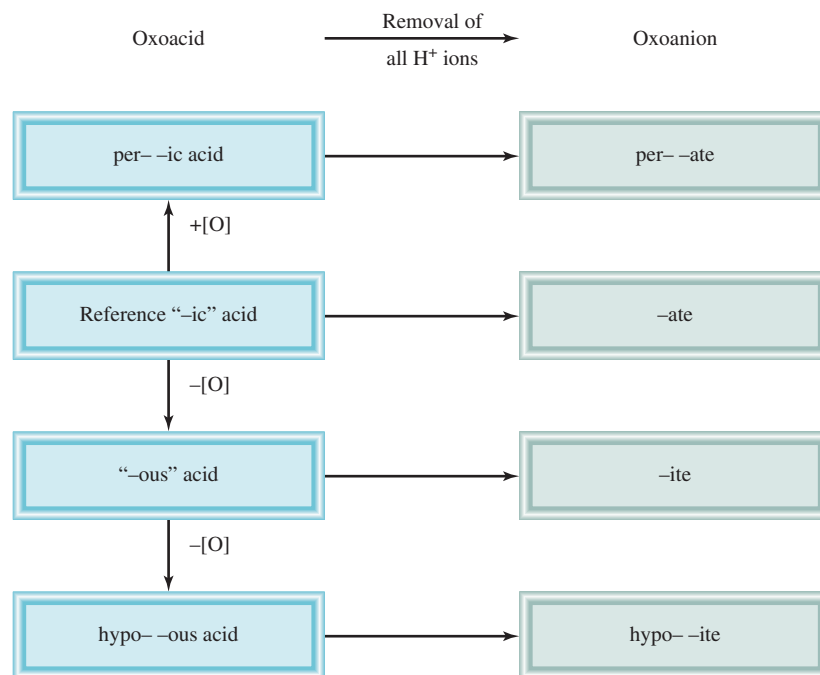 Oxoacid
Removal of
all H⁺ ions
Oxoanion
per– –ic acid
per– –ate
+[O]
Reference “–ic” acid
–ate
–[O]
“–ous” acid
–ite
–[O]
hypo– –ous acid
hypo– –ite